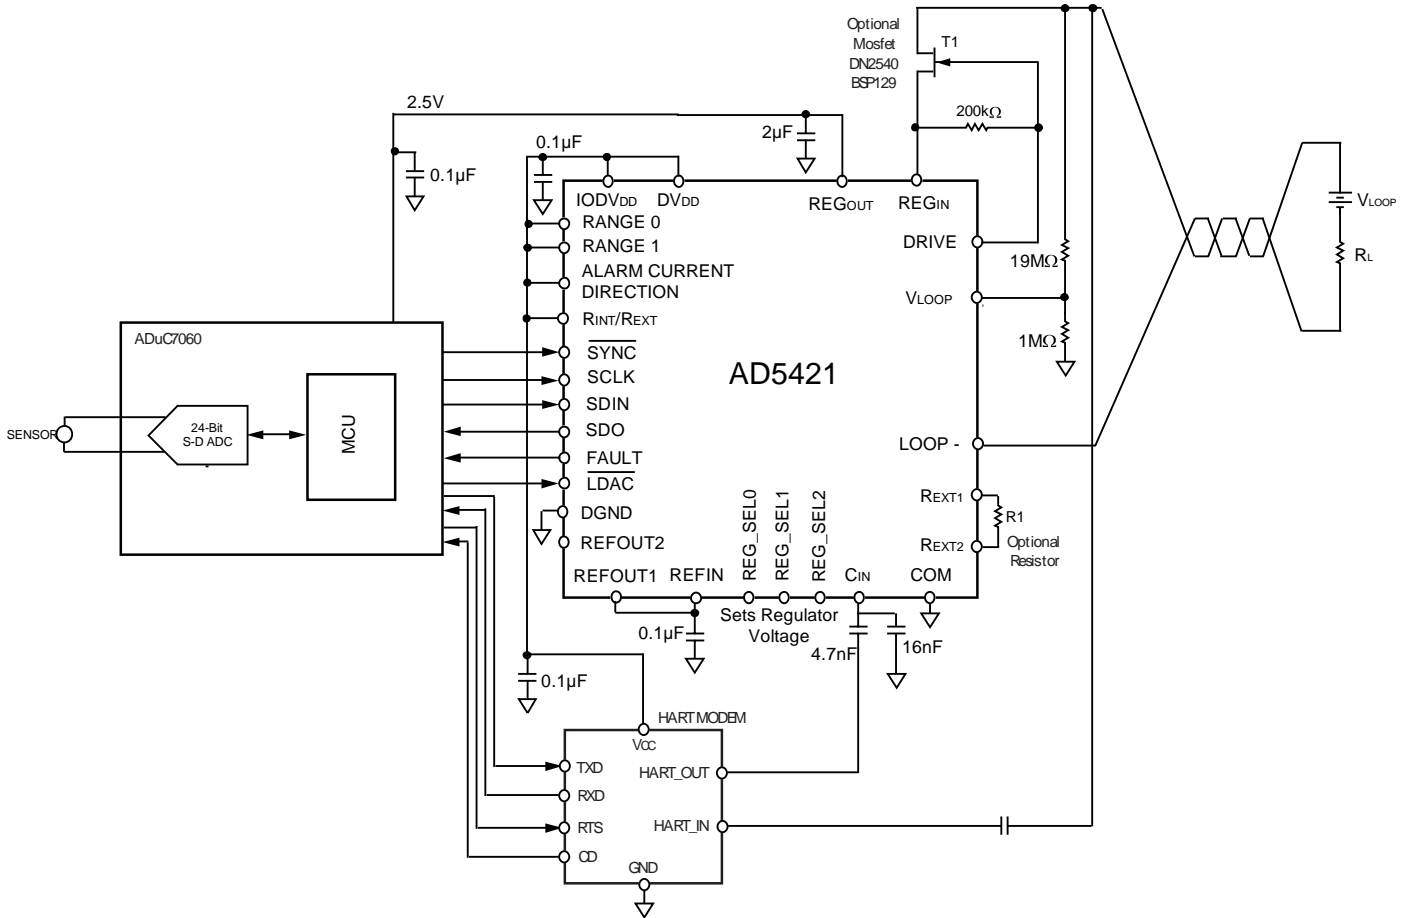 Optional
Mosfet
DN2540
BSP129
T1
200kΩ
2.5V
2µF
0.1µF
0.1µF
IODVDD
DVDD
REGOUT
REGIN
RANGE 0
RANGE 1
ALARM CURRENT
DIRECTION
RINT/REXT
SYNC
SCLK
SDIN
SDO
FAULT
LDAC
DGND
REFOUT2
REFOUT1
REFIN
REG_SEL0
REG_SEL1
REG_SEL2
CIN
COM
DRIVE
VLOOP
LOOP -
REXT1
REXT2
AD5421
19MΩ
1MΩ
VLOOP
RL
R1
Optional
Resistor
ADuC7060
SENSOR
24-Bit
S-D ADC
MCU
Sets Regulator
Voltage
0.1µF
4.7nF
16nF
0.1µF
HART MODEM
VCC
TXD
RXD
RTS
CD
HART_OUT
HART_IN
GND